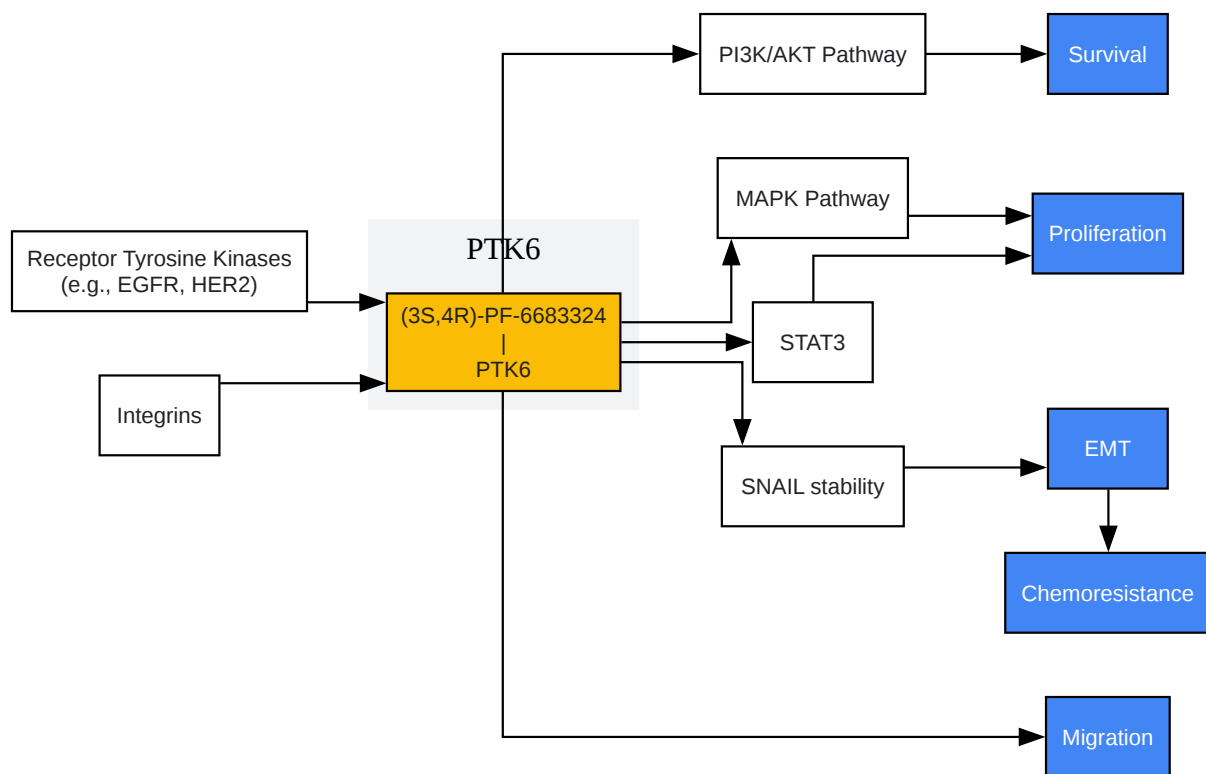 PI3K/AKT Pathway
Survival
MAPK Pathway
Proliferation
Receptor Tyrosine Kinases
(e.g., EGFR, HER2)
PTK6
(3S,4R)-PF-6683324
|
PTK6
STAT3
Integrins
SNAIL stability
EMT
Chemoresistance
Migration